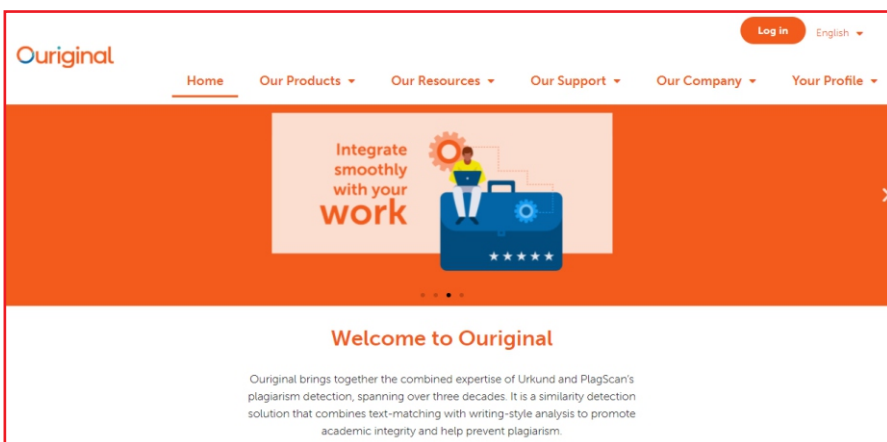 Log in
English
Ouriginal
Home Our Products Our Resources Our Support Our Company Your Profile
Integrate
smoothly
with your
work
Welcome to Ouriginal
Ouriginal brings together the combined expertise of Urkund and PlagScan's
plagiarism detection, spanning over three decades. It is a similarity detection
solution that combines text-matching with writing-style analysis to promote
academic integrity and help prevent plagiarism.